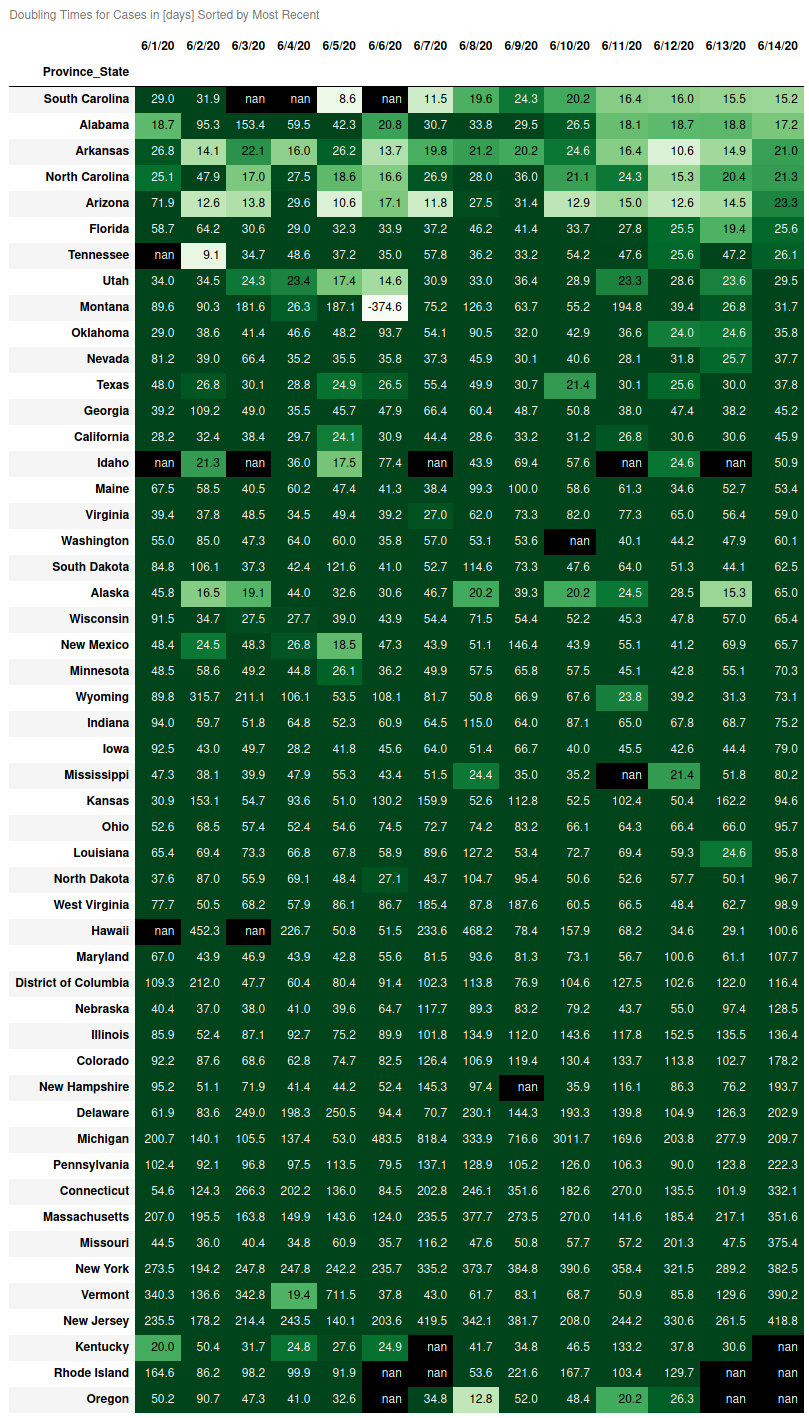 Doubling Times for Cases in [days] Sorted by Most Recent
6/1/20 6/2/20 6/3/20 6/4/20 6/5/20 6/6/20 6/7/20 6/8/20 6/9/20 6/10/20 6/11/20 6/12/20 6/13/20 6/14/20
Province_State
South Carolina 29.0 31.9 nan nan 8.6 nan 11.5 19.6 24.3 20.2 16.4 16.0 15.5 15.2
Alabama 18.7 95.3 153.4 59.5 42.3 20.8 30.7 33.8 29.5 26.5 18.1 18.7 18.8 17.2
Arkansas 26.8 14.1 22.1 16.0 26.2 13.7 19.8 21.2 20.2 24.6 16.4 10.6 14.9 21.0
North Carolina 25.1 47.9 17.0 27.5 18.6 16.6 26.9 28.0 36.0 21.1 24.3 15.3 20.4 21.3
Arizona 71.9 12.6 13.8 29.6 10.6 17.1 11.8 27.5 31.4 12.9 15.0 12.6 14.5 23.3
Florida 58.7 64.2 30.6 29.0 32.3 33.9 37.2 46.2 41.4 33.7 27.8 25.5 19.4 25.6
Tennessee nan 9.1 34.7 48.6 37.2 35.0 57.8 36.2 33.2 54.2 47.6 25.6 47.2 26.1
Utah 34.0 34.5 24.3 23.4 17.4 14.6 30.9 33.0 36.4 28.9 23.3 28.6 23.6 29.5
Montana 89.6 90.3 181.6 26.3 187.1 -374.6 75.2 126.3 63.7 55.2 194.8 39.4 26.8 31.7
Oklahoma 29.0 38.6 41.4 46.6 48.2 93.7 54.1 90.5 32.0 42.9 36.6 24.0 24.6 35.8
Nevada 81.2 39.0 66.4 35.2 35.5 35.8 37.3 45.9 30.1 40.6 28.1 31.8 25.7 37.7
Texas 48.0 26.8 30.1 28.8 24.9 26.5 55.4 49.9 30.7 21.4 30.1 25.6 30.0 37.8
Georgia 39.2 109.2 49.0 35.5 45.7 47.9 66.4 60.4 48.7 50.8 38.0 47.4 38.2 45.2
California 28.2 32.4 38.4 29.7 24.1 30.9 44.4 28.6 33.2 31.2 26.8 30.6 30.6 45.9
Idaho nan 21.3 nan 36.0 17.5 77.4 nan 43.9 69.4 57.6 nan 24.6 nan 50.9
Maine 67.5 58.5 40.5 60.2 47.4 41.3 38.4 99.3 100.0 58.6 61.3 34.6 52.7 53.4
Virginia 39.4 37.8 48.5 34.5 49.4 39.2 27.0 62.0 73.3 82.0 77.3 65.0 56.4 59.0
Washington 55.0 85.0 47.3 64.0 60.0 35.8 57.0 53.1 53.6 nan 40.1 44.2 47.9 60.1
South Dakota 84.8 106.1 37.3 42.4 121.6 41.0 52.7 114.6 73.3 47.6 64.0 51.3 44.1 62.5
Alaska 45.8 16.5 19.1 44.0 32.6 30.6 46.7 20.2 39.3 20.2 24.5 28.5 15.3 65.0
Wisconsin 91.5 34.7 27.5 27.7 39.0 43.9 54.4 71.5 54.4 52.2 45.3 47.8 57.0 65.4
New Mexico 48.4 24.5 48.3 26.8 18.5 47.3 43.9 51.1 146.4 43.9 55.1 41.2 69.9 65.7
Minnesota 48.5 58.6 49.2 44.8 26.1 36.2 49.9 57.5 65.8 57.5 45.1 42.8 55.1 70.3
Wyoming 89.8 315.7 211.1 106.1 53.5 108.1 81.7 50.8 66.9 67.6 23.8 39.2 31.3 73.1
Indiana 94.0 59.7 51.8 64.8 52.3 60.9 64.5 115.0 64.0 87.1 65.0 67.8 68.7 75.2
Iowa 92.5 43.0 49.7 28.2 41.8 45.6 64.0 51.4 66.7 40.0 45.5 42.6 44.4 79.0
Mississippi 47.3 38.1 39.9 47.9 55.3 43.4 51.5 24.4 35.0 35.2 nan 21.4 51.8 80.2
Kansas 30.9 153.1 54.7 93.6 51.0 130.2 159.9 52.6 112.8 52.5 102.4 50.4 162.2 94.6
Ohio 52.6 68.5 57.4 52.4 54.6 74.5 72.7 74.2 83.2 66.1 64.3 66.4 66.0 95.7
Louisiana 65.4 69.4 73.3 66.8 67.8 58.9 89.6 127.2 53.4 72.7 69.4 59.3 24.6 95.8
North Dakota 37.6 87.0 55.9 69.1 48.4 27.1 43.7 104.7 95.4 50.6 52.6 57.7 50.1 96.7
West Virginia 77.7 50.5 68.2 57.9 86.1 86.7 185.4 87.8 187.6 60.5 66.5 48.4 62.7 98.9
Hawaii nan 452.3 nan 226.7 50.8 51.5 233.6 468.2 78.4 157.9 68.2 34.6 29.1 100.6
Maryland 67.0 43.9 46.9 43.9 42.8 55.6 81.5 93.6 81.3 73.1 56.7 100.6 61.1 107.7
District of Columbia 109.3 212.0 47.7 60.4 80.4 91.4 102.3 113.8 76.9 104.6 127.5 102.6 122.0 116.4
Nebraska 40.4 37.0 38.0 41.0 39.6 64.7 117.7 89.3 83.2 79.2 43.7 55.0 97.4 128.5
Illinois 85.9 52.4 87.1 92.7 75.2 89.9 101.8 134.9 112.0 143.6 117.8 152.5 135.5 136.4
Colorado 92.2 87.6 68.6 62.8 74.7 82.5 126.4 106.9 119.4 130.4 133.7 113.8 102.7 178.2
New Hampshire 95.2 51.1 71.9 41.4 44.2 52.4 145.3 97.4 nan 35.9 116.1 86.3 76.2 193.7
Delaware 61.9 83.6 249.0 198.3 250.5 94.4 70.7 230.1 144.3 193.3 139.8 104.9 126.3 202.9
Michigan 200.7 140.1 105.5 137.4 53.0 483.5 818.4 333.9 716.6 3011.7 169.6 203.8 277.9 209.7
Pennsylvania 102.4 92.1 96.8 97.5 113.5 79.5 137.1 128.9 105.2 126.0 106.3 90.0 123.8 222.3
Connecticut 54.6 124.3 266.3 202.2 136.0 84.5 202.8 246.1 351.6 182.6 270.0 135.5 101.9 332.1
Massachusetts 207.0 195.5 163.8 149.9 143.6 124.0 235.5 377.7 273.5 270.0 141.6 185.4 217.1 351.6
Missouri 44.5 36.0 40.4 34.8 60.9 35.7 116.2 47.6 50.8 57.7 57.2 201.3 47.5 375.4
New York 273.5 194.2 247.8 247.8 242.2 235.7 335.2 373.7 384.8 390.6 358.4 321.5 289.2 382.5
Vermont 340.3 136.6 342.8 19.4 711.5 37.8 43.0 61.7 83.1 68.7 50.9 85.8 129.6 390.2
New Jersey 235.5 178.2 214.4 243.5 140.1 203.6 419.5 342.1 381.7 208.0 244.2 330.6 261.5 418.8
Kentucky 20.0 50.4 31.7 24.8 27.6 24.9 nan 41.7 34.8 46.5 133.2 37.8 30.6 nan
Rhode Island 164.6 86.2 98.2 99.9 91.9 nan nan 53.6 221.6 167.7 103.4 129.7 nan nan
Oregon 50.2 90.7 47.3 41.0 32.6 nan 34.8 12.8 52.0 48.4 20.2 26.3 nan nan